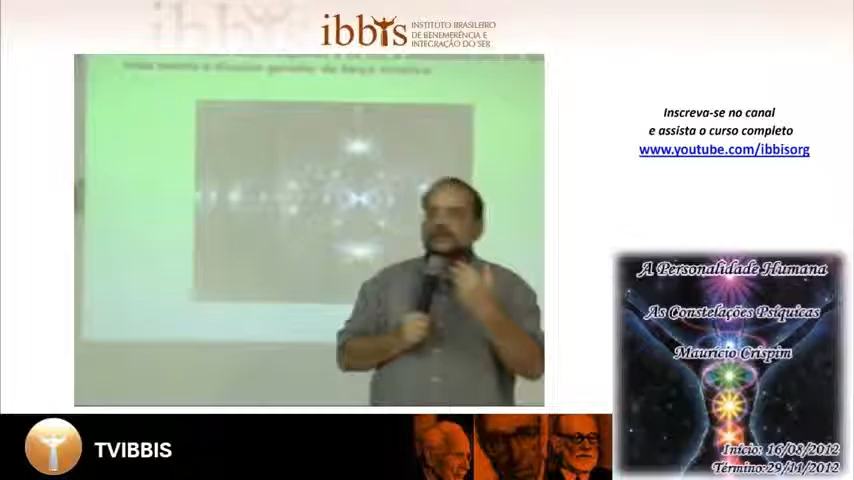 ibbis
INSTITUTO BRASILEIRO
DE BENEMERÊNCIA E
INTEGRAÇÃO DO SER
Inscreva-se no canal
e assista o curso completo
www.youtube.com/ibbisorg
A Personalidade Humana
As Constelações Psíquicas
Maurício Crispim
Início: 16/08/2012
Término:29/11/2012
TVIBBIS